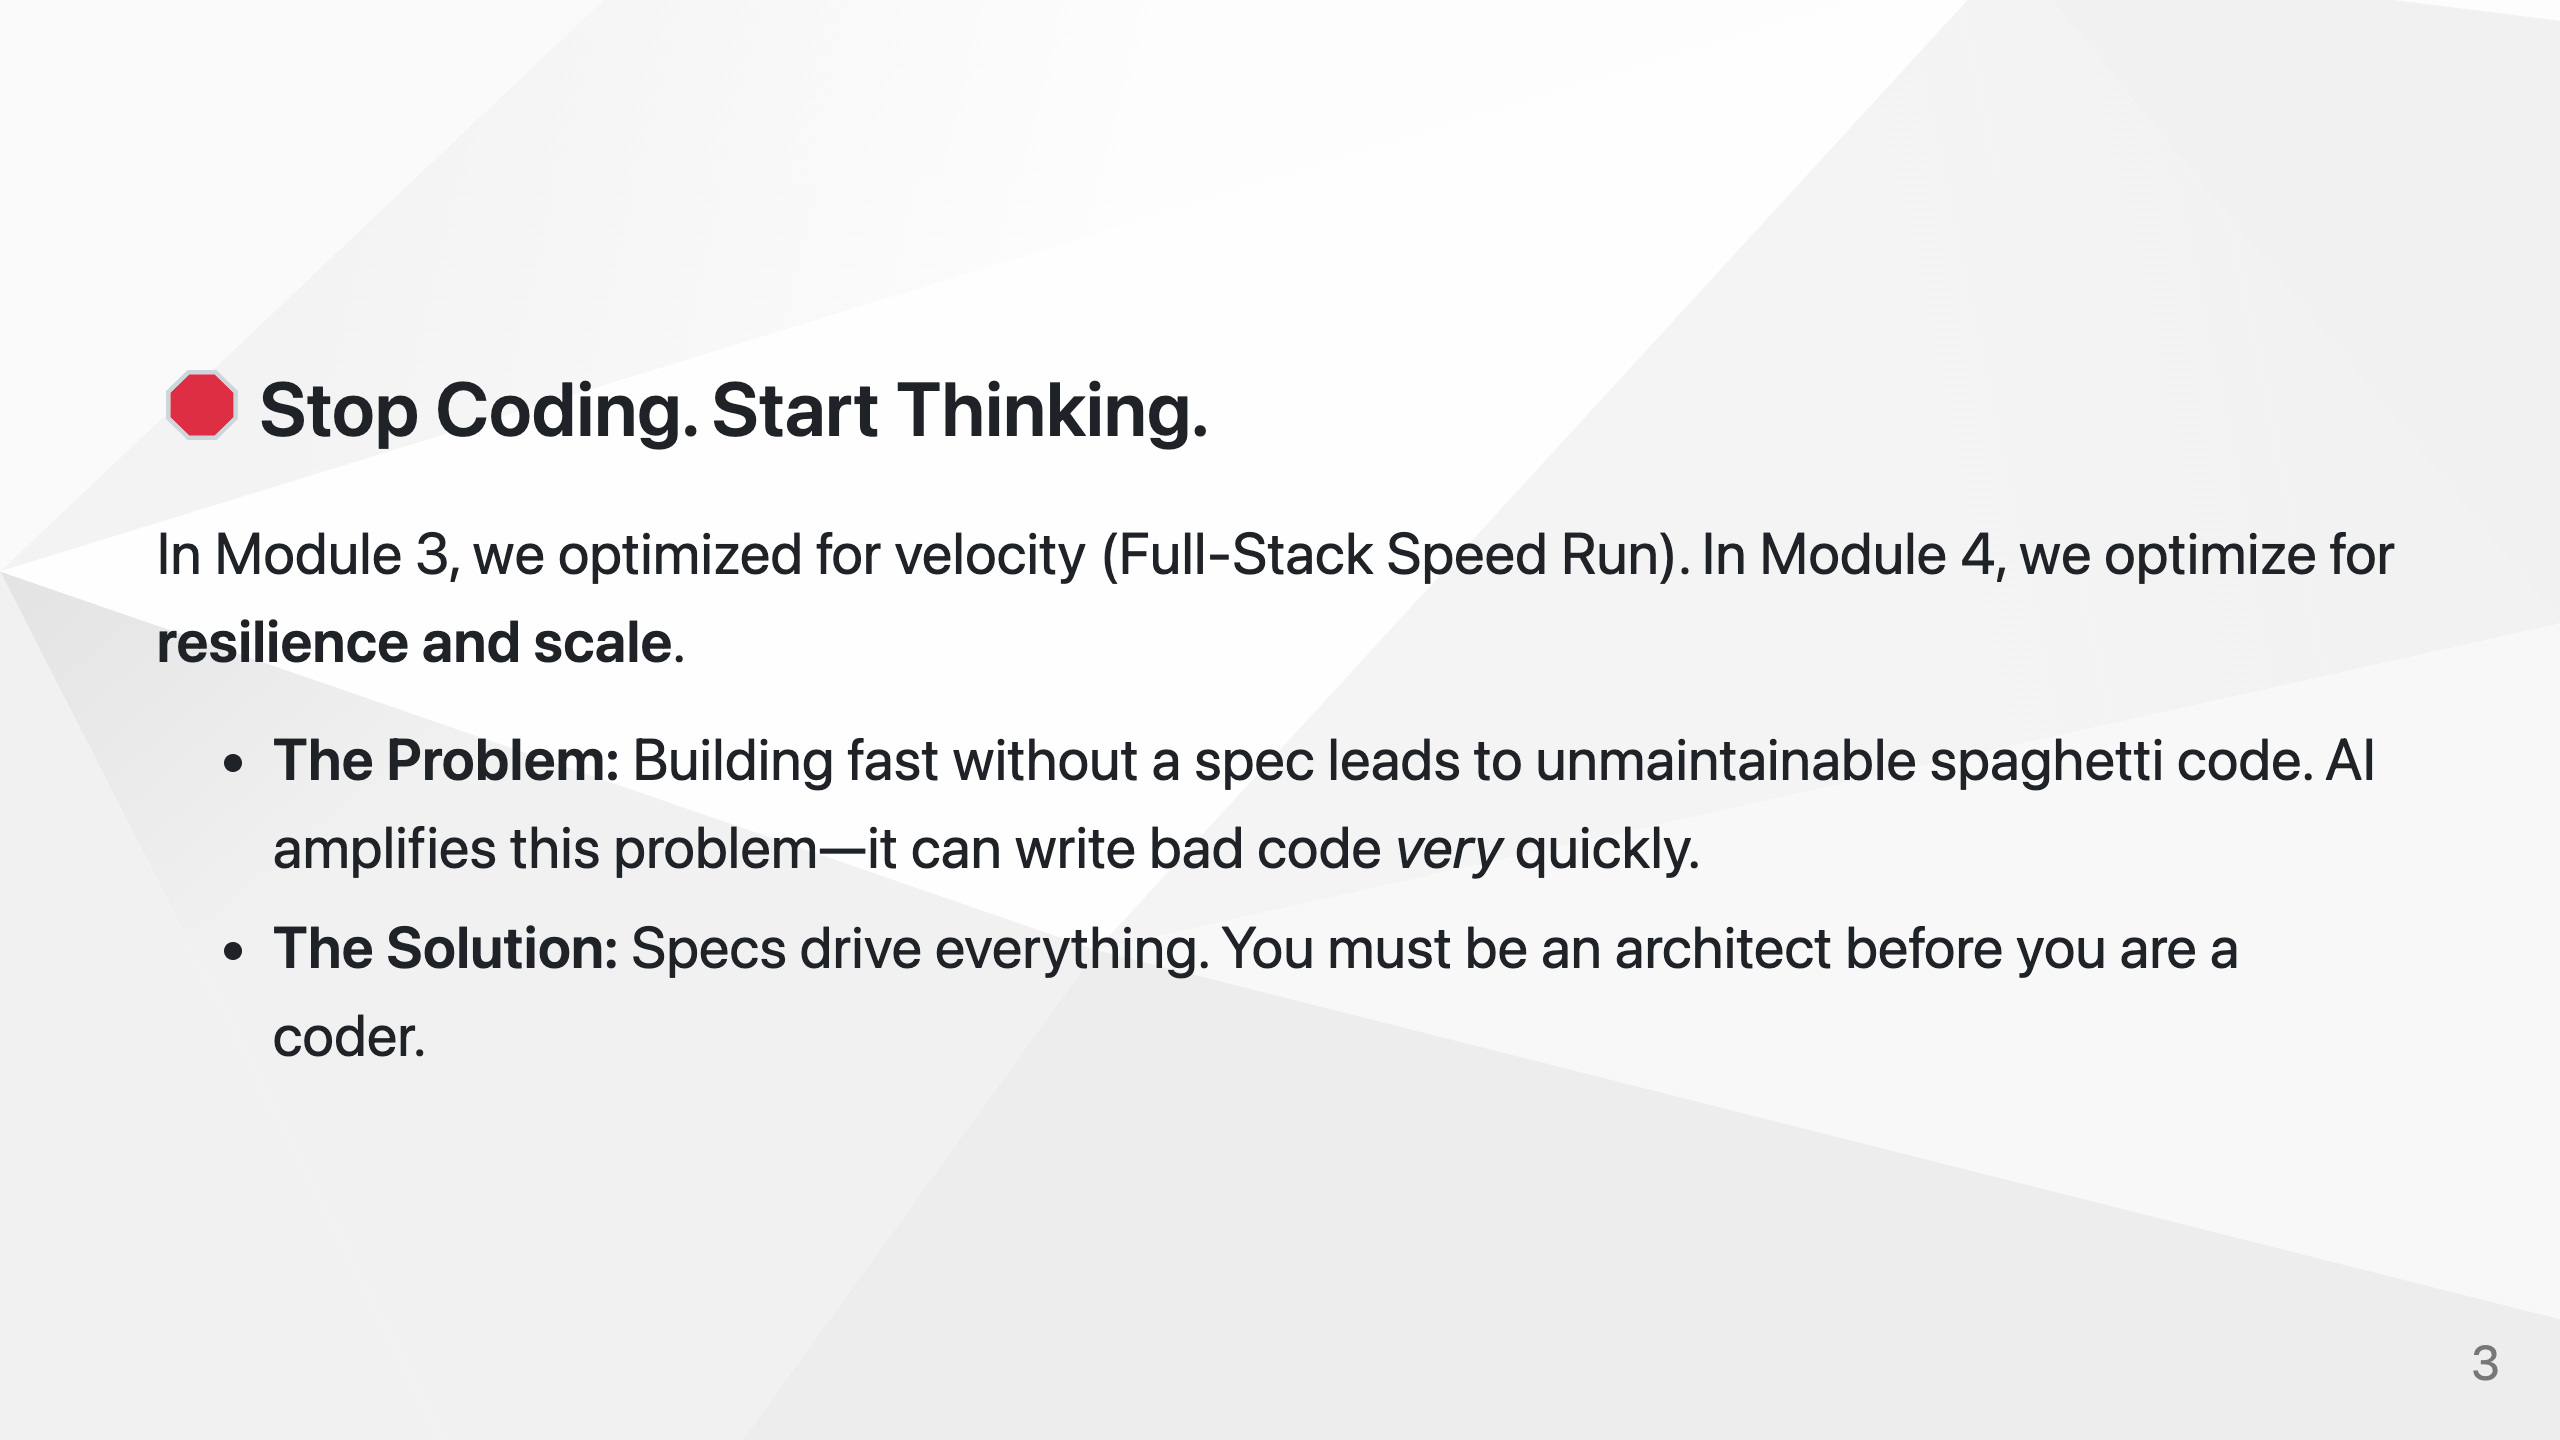 Stop Coding. Start Thinking.
In Module 3, we optimized for velocity (Full-Stack Speed Run). In Module 4, we optimize for
resilience and scale.
• The Problem: Building fast without a spec leads to unmaintainable spaghetti code. AI
amplifies this problem—it can write bad code very quickly.
• The Solution: Specs drive everything. You must be an architect before you are a
coder.
3